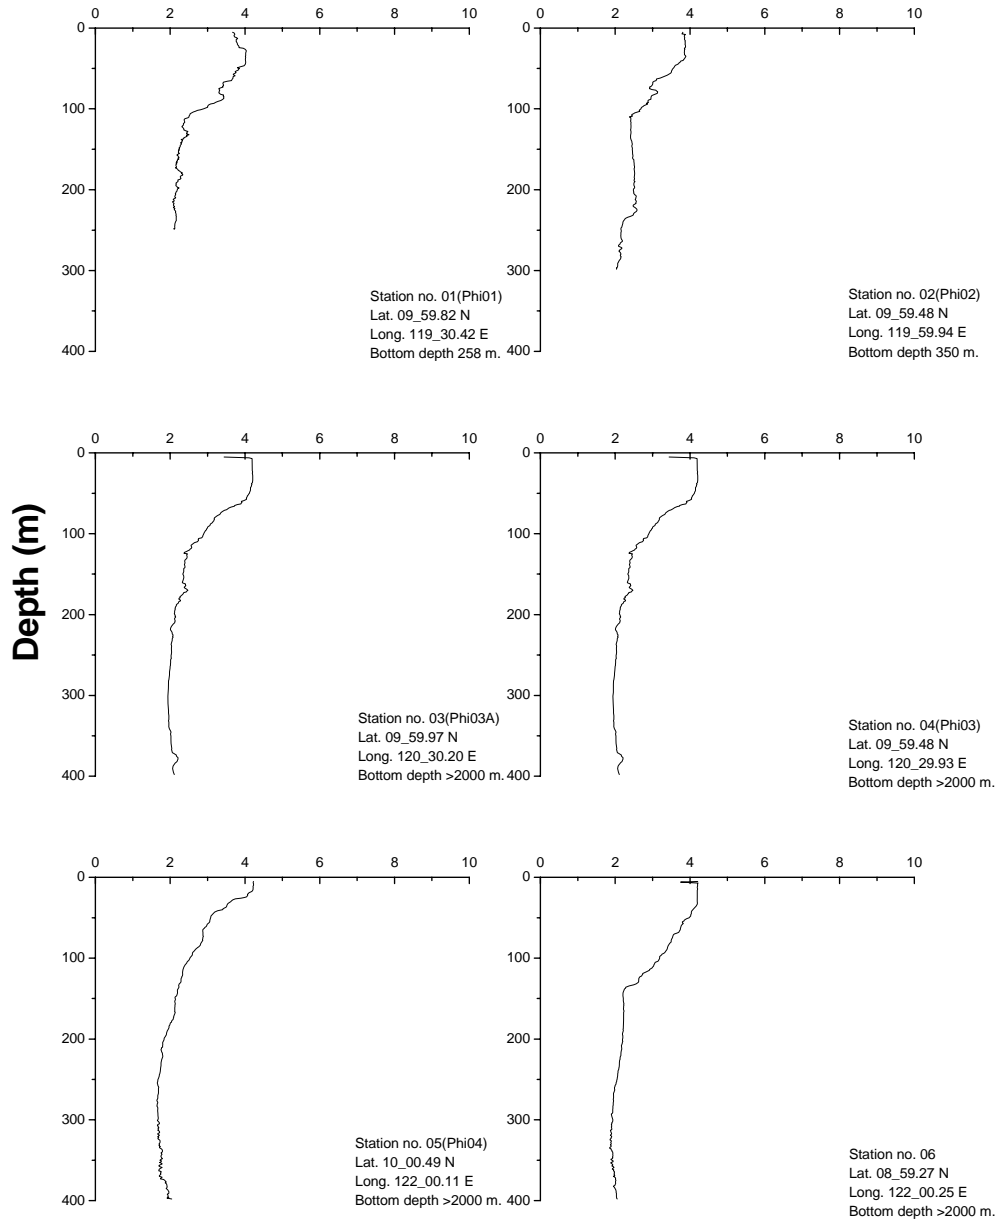 0 2 4 6 8 10
0
100
200
300
400
Station no. 01(Phi01)
Lat. 09_59.82 N
Long. 119_30.42 E
Bottom depth 258 m.
0 2 4 6 8 10
0
100
200
300
400
Station no. 02(Phi02)
Lat. 09_59.48 N
Long. 119_59.94 E
Bottom depth 350 m.
Depth (m)
0 2 4 6 8 10
0
100
200
300
400
Station no. 03(Phi03A)
Lat. 09_59.97 N
Long. 120_30.20 E
Bottom depth >2000 m.
0 2 4 6 8 10
0
100
200
300
400
Station no. 04(Phi03)
Lat. 09_59.48 N
Long. 120_29.93 E
Bottom depth >2000 m.
0 2 4 6 8 10
0
100
200
300
400
Station no. 05(Phi04)
Lat. 10_00.49 N
Long. 122_00.11 E
Bottom depth >2000 m.
0 2 4 6 8 10
0
100
200
300
400
Station no. 06
Lat. 08_59.27 N
Long. 122_00.25 E
Bottom depth >2000 m.